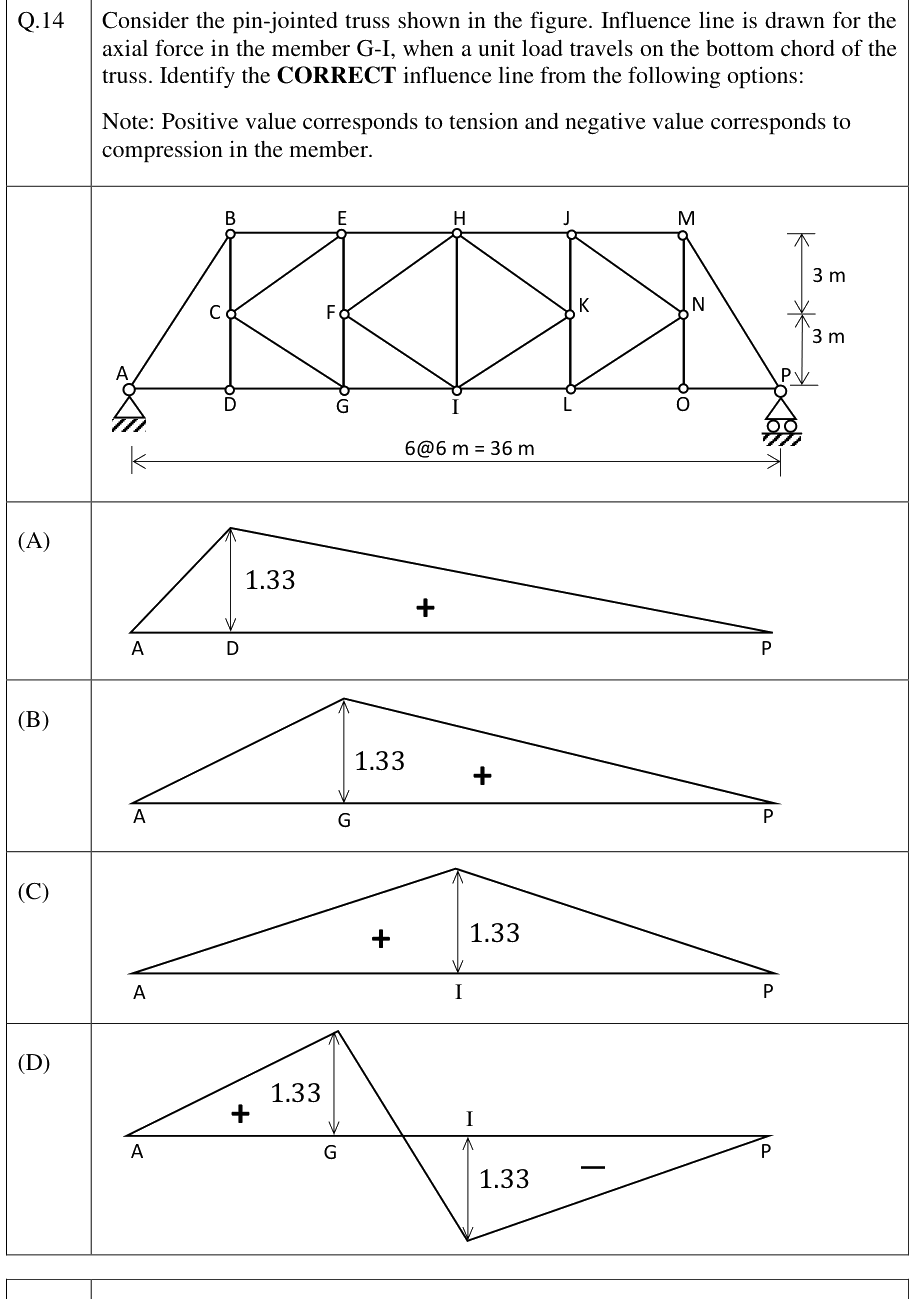 Q.14
Consider the pin-jointed truss shown in the figure. Influence line is drawn for the
axial force in the member G-I, when a unit load travels on the bottom chord of the
truss. Identify the CORRECT influence line from the following options:
Note: Positive value corresponds to tension and negative value corresponds to
compression in the member.
B E H J M
3 m
C F K N
3 m
A P
D G I L O
6@6 m = 36 m
(A)
1.33
+
A D P
(B)
1.33
+
A G P
(C)
1.33
+
A I P
(D)
1.33
+
I
A G P
1.33
−